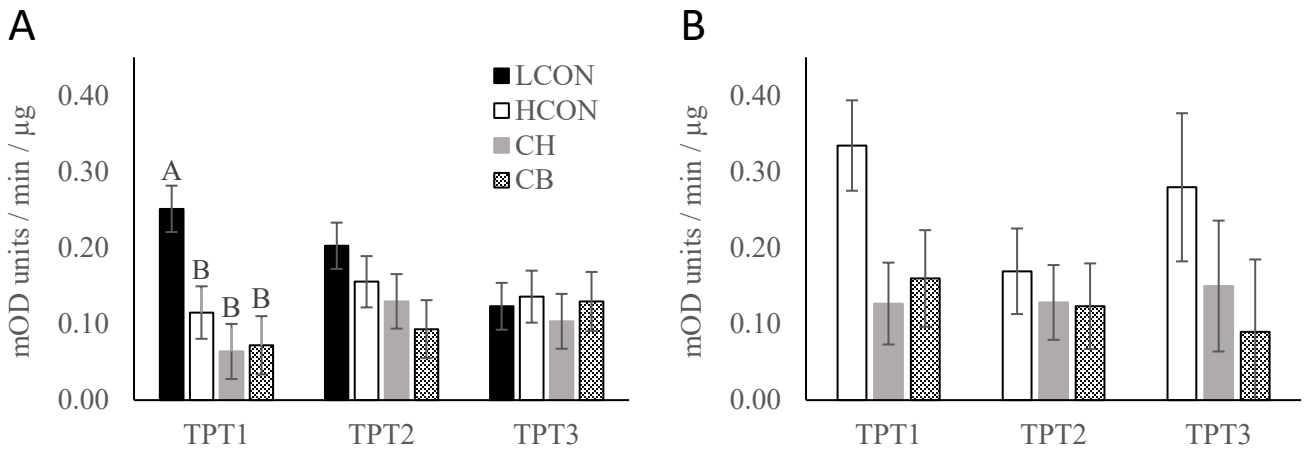 A
mOD units / min / µg
0.40
0.30
0.20
0.10
0.00
LCON
HCON
CH
CB
A
B
B
B
TPT1
TPT2
TPT3
B
mOD units / min / µg
0.40
0.30
0.20
0.10
0.00
TPT1
TPT2
TPT3